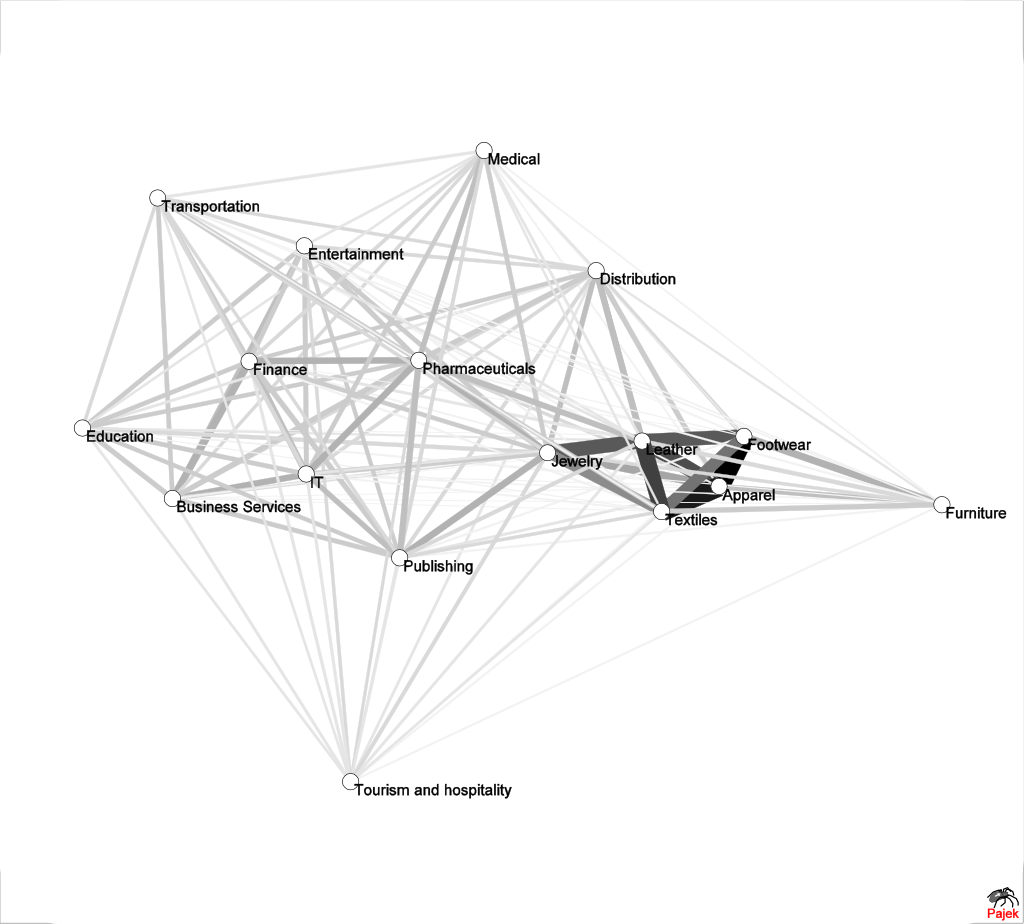 Medical
Transportation
Entertainment
Distribution
Finance
Pharmaceuticals
Education
Footwear
Leather
Jewelry
IT
Apparel
Business Services
Textiles
Furniture
Publishing
Tourism and hospitality
Pajek